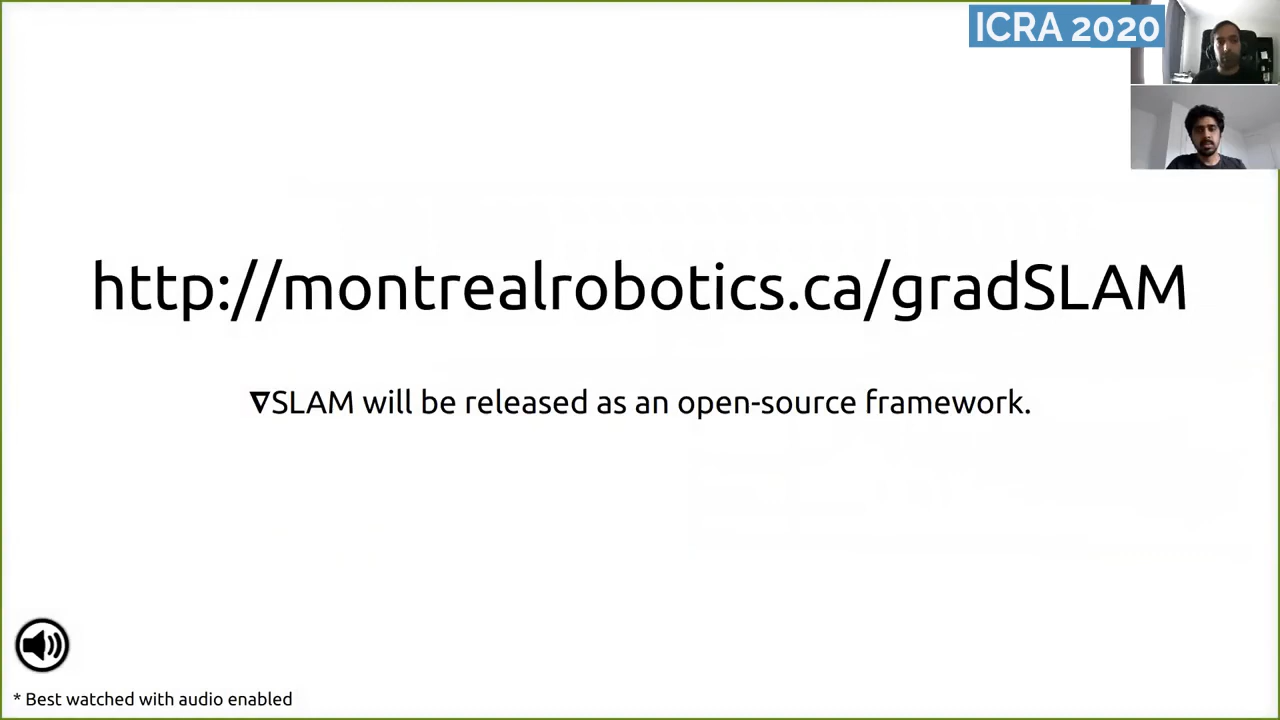 ICRA 2020
http://montrealrobotics.ca/gradSLAM
∇SLAM will be released as an open-source framework.
* Best watched with audio enabled